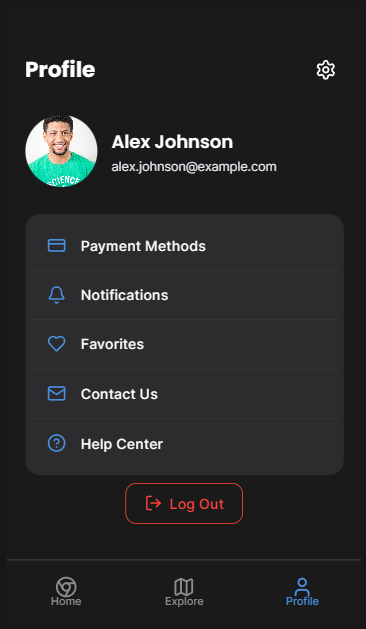 Profile
Alex Johnson
alex.johnson@example.com
SCIENCE
Payment Methods
Notifications
Favorites
Contact Us
Help Center
Log Out
Home
Explore
Profile